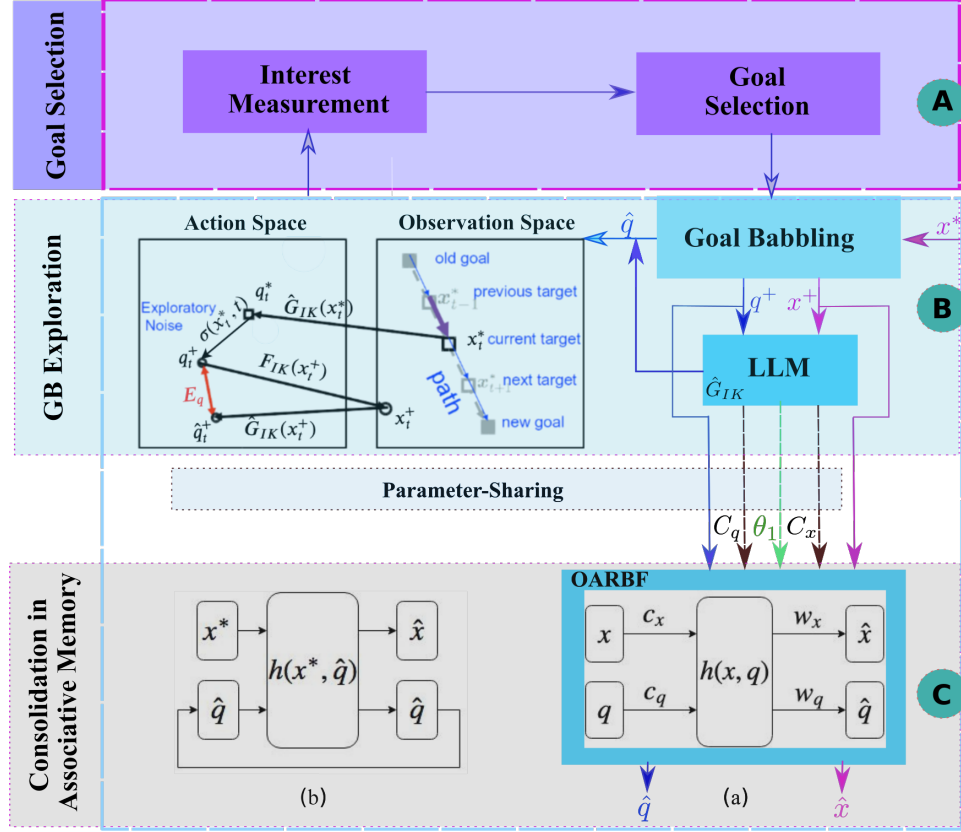 Goal Selection
Interest
Measurement
Goal
Selection
A
GB Exploration
Action Space
Observation Space
q̂
Goal Babbling
x*
old goal
x*ₜ₋₁
previous target
Exploratory
Noise
q*ₜ
σ(x*ₜ, t)
Ĝ_IK(x*ₜ)
x*ₜ
current target
q⁺ₜ
F_IK(x⁺ₜ)
E_q
path
x*ₜ₊₁
next target
q̂⁺ₜ
Ĝ_IK(x⁺ₜ)
x⁺ₜ
new goal
q⁺
x⁺
B
LLM
Ĝ_IK
Parameter-Sharing
C_q
θ₁
C_x
Consolidation in
Associative Memory
x*
x̂
h(x*, q̂)
q̂
q̂
(b)
OARBF
x
c_x
w_x
x̂
h(x, q)
q
c_q
w_q
q̂
C
q̂
(a)
x̂